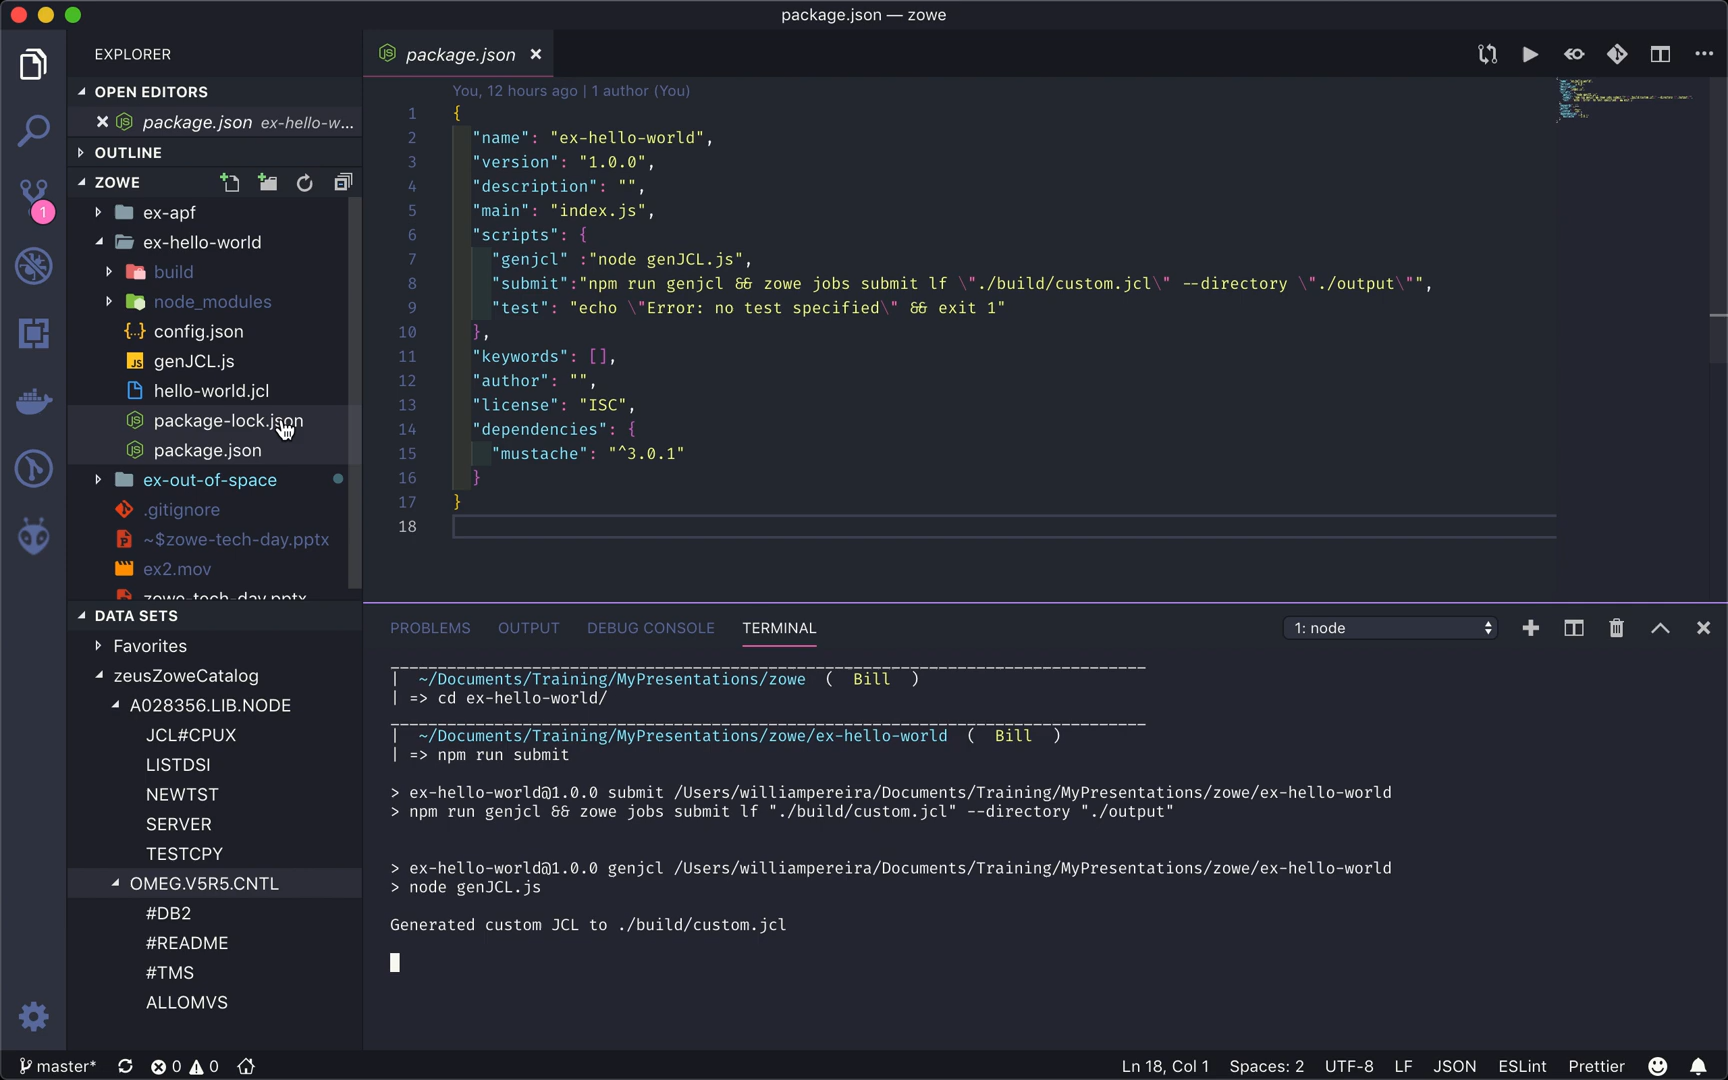 package.json — zowe
EXPLORER
OPEN EDITORS
package.json ex-hello-w...
OUTLINE
ZOWE
1
ex-apf
ex-hello-world
build
node_modules
config.json
genJCL.js
hello-world.jcl
package-lock.json
package.json
ex-out-of-space
.gitignore
~$zowe-tech-day.pptx
ex2.mov
zowe-tech-day.pptx
DATA SETS
Favorites
zeusZoweCatalog
A028356.LIB.NODE
JCL#CPUX
LISTDSI
NEWTST
SERVER
TESTCPY
OMEG.V5R5.CNTL
#DB2
#README
#TMS
ALLOMVS
package.json
You, 12 hours ago | 1 author (You)
1 {
2 "name": "ex-hello-world",
3 "version": "1.0.0",
4 "description": "",
5 "main": "index.js",
6 "scripts": {
7 "genjcl" :"node genJCL.js",
8 "submit":"npm run genjcl && zowe jobs submit lf \"./build/custom.jcl\" --directory \"./output\"",
9 "test": "echo \"Error: no test specified\" && exit 1"
10 },
11 "keywords": [],
12 "author": "",
13 "license": "ISC",
14 "dependencies": {
15 "mustache": "^3.0.1"
16 }
17 }
18
PROBLEMS OUTPUT DEBUG CONSOLE TERMINAL 1: node
| ~/Documents/Training/MyPresentations/zowe ( Bill )
| => cd ex-hello-world/
| ~/Documents/Training/MyPresentations/zowe/ex-hello-world ( Bill )
| => npm run submit
> ex-hello-world@1.0.0 submit /Users/williampereira/Documents/Training/MyPresentations/zowe/ex-hello-world
> npm run genjcl && zowe jobs submit lf "./build/custom.jcl" --directory "./output"
> ex-hello-world@1.0.0 genjcl /Users/williampereira/Documents/Training/MyPresentations/zowe/ex-hello-world
> node genJCL.js
Generated custom JCL to ./build/custom.jcl
master* 0 0 Ln 18, Col 1 Spaces: 2 UTF-8 LF JSON ESLint Prettier